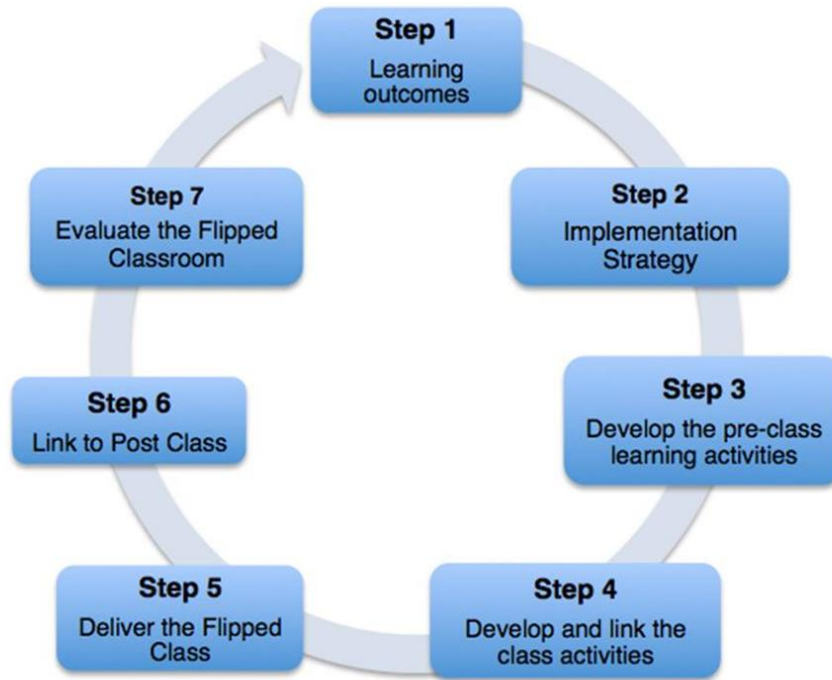 Step 1
Learning
outcomes
Step 2
Implementation
Strategy
Step 3
Develop the pre-class
learning activities
Step 4
Develop and link the
class activities
Step 5
Deliver the Flipped
Class
Step 6
Link to Post Class
Step 7
Evaluate the Flipped
Classroom